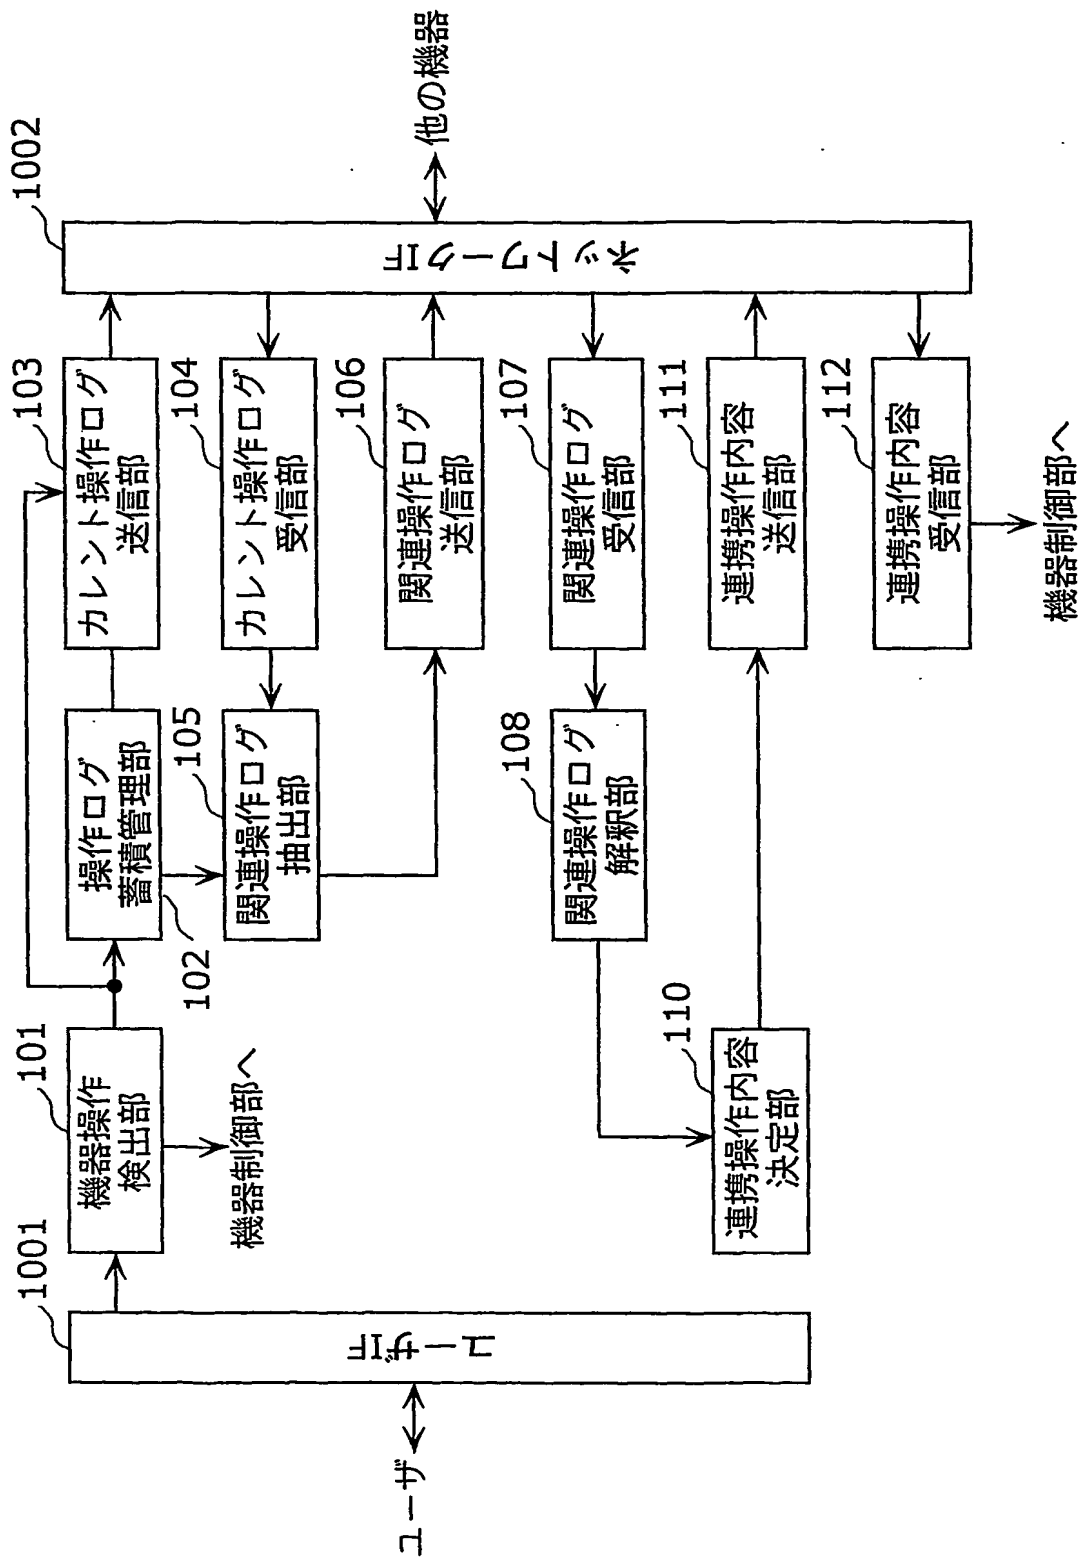 ユーザ
1001
ユーザIF
101
機器操作
検出部
機器制御部へ
102
操作ログ
蓄積管理部
103
カレント操作ログ
送信部
104
カレント操作ログ
受信部
105
関連操作ログ
抽出部
106
関連操作ログ
送信部
107
関連操作ログ
受信部
108
関連操作ログ
解釈部
110
連携操作内容
決定部
111
連携操作内容
送信部
112
連携操作内容
受信部
機器制御部へ
1002
ネットワークIF
他の機器